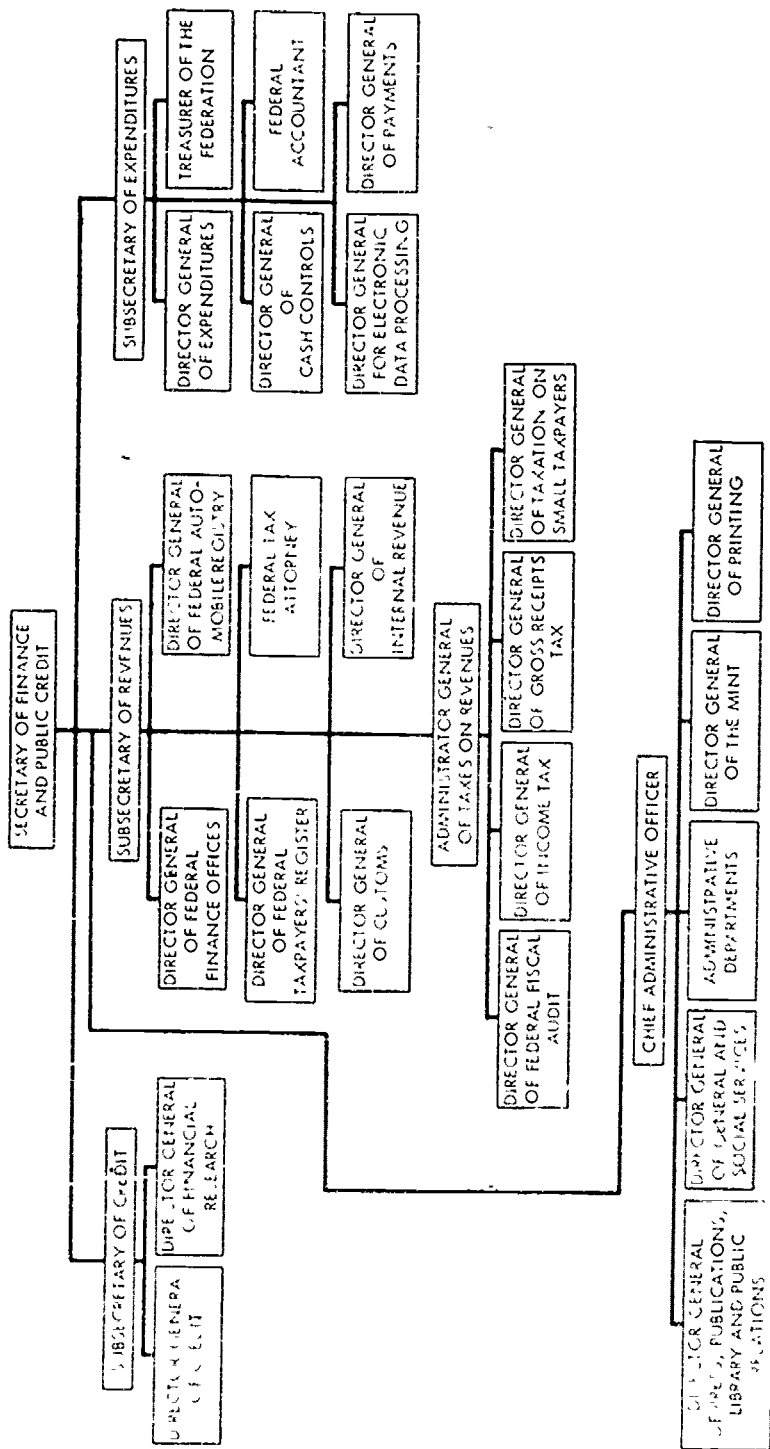 SECRETARY OF FINANCE
AND PUBLIC CREDIT
SUBSECRETARY OF CREDIT
DIRECTOR GENERAL
OF FINANCIAL
RESEARCH
SUBSECRETARY OF REVENUES
DIRECTOR GENERAL
OF FEDERAL
FINANCE OFFICES
DIRECTOR GENERAL
OF FEDERAL AUTO-
MOBILE REGISTRY
DIRECTOR GENERAL
OF FEDERAL
TAXPAYERS' REGISTER
FEDERAL TAX
ATTORNEY
DIRECTOR GENERAL
OF CUSTOMS
DIRECTOR GENERAL
OF
INTERNAL REVENUE
ADMINISTRATOR GENERAL
OF TAXES ON REVENUES
DIRECTOR GENERAL
OF FEDERAL FISCAL
AUDIT
DIRECTOR GENERAL
OF INCOME TAX
DIRECTOR GENERAL
OF GROSS RECEIPTS
TAX
DIRECTOR GENERAL
OF TAXATION ON
SMALL TAXPAYERS
SUBSECRETARY OF EXPENDITURES
DIRECTOR GENERAL
OF EXPENDITURES
TREASURER OF THE
FEDERATION
DIRECTOR GENERAL
OF
CASH CONTROLS
FEDERAL
ACCOUNTANT
DIRECTOR GENERAL
FOR ELECTRONIC
DATA PROCESSING
DIRECTOR GENERAL
OF PAYMENTS
CHIEF ADMINISTRATIVE OFFICER
GENERAL
PUBLICATIONS,
LIBRARY AND PUBLIC
RELATIONS
DIRECTOR GENERAL
OF GENERAL AND
SOCIAL SERVICES
ADMINISTRATIVE
DEPARTMENTS
DIRECTOR GENERAL
OF THE MINT
DIRECTOR GENERAL
OF PRINTING